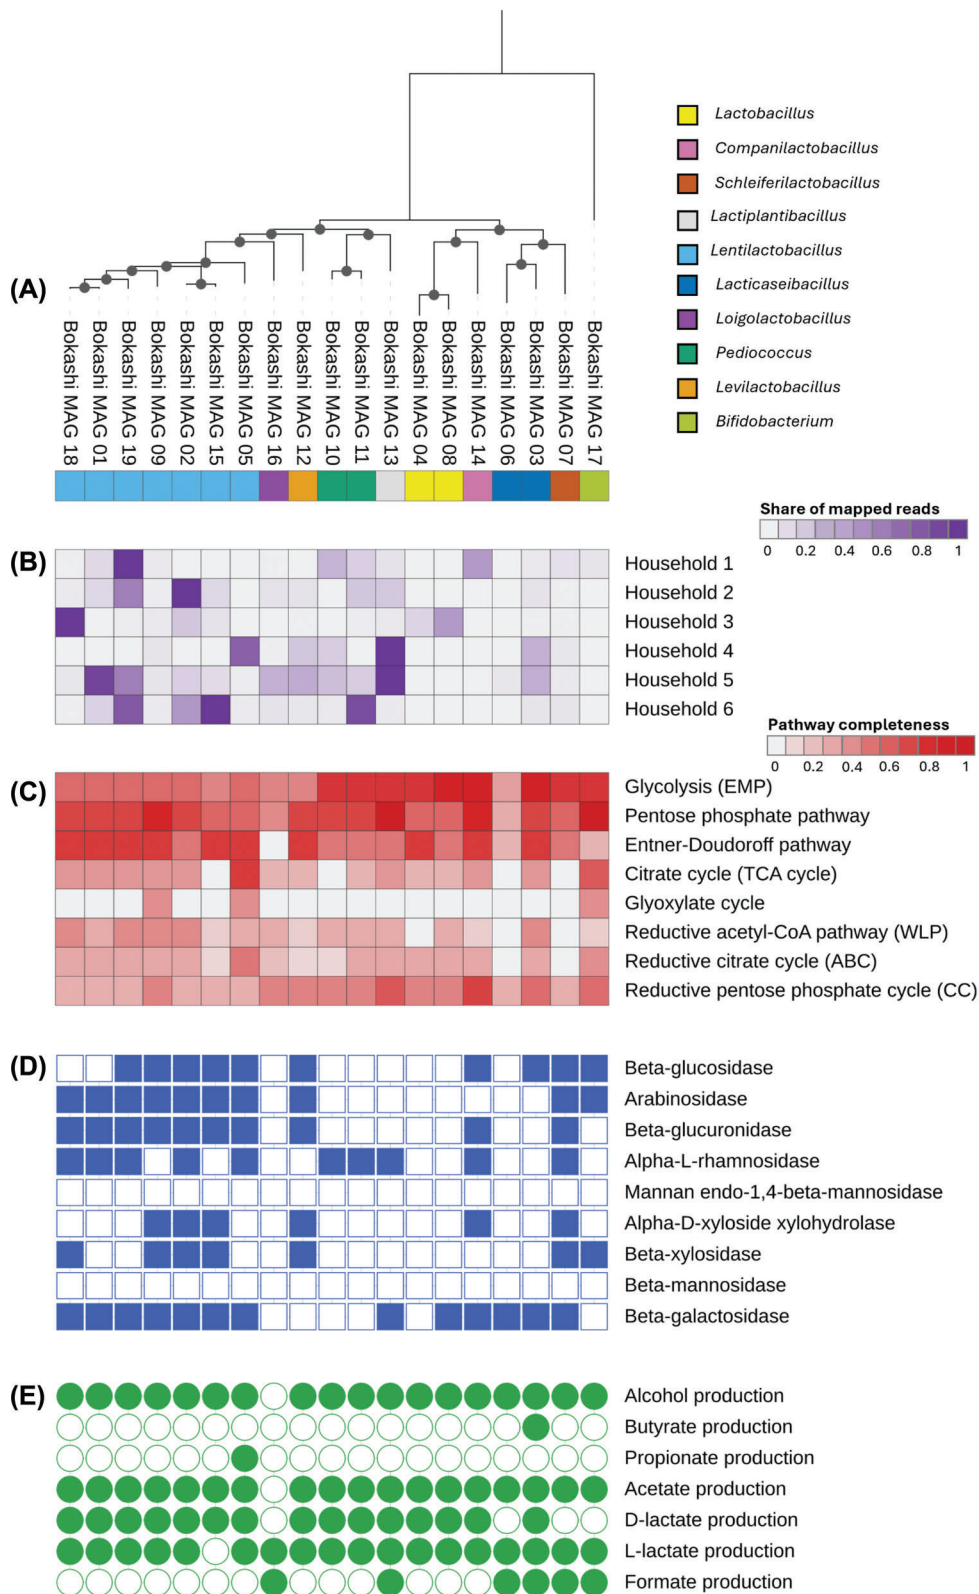 Lactobacillus
Companilactobacillus
Schleiferilactobacillus
Lactiplantibacillus
Lentilactobacillus
Lacticaseibacillus
Loigolactobacillus
Pediococcus
Levilactobacillus
Bifidobacterium
(A)
Bokashi MAG 18
Bokashi MAG 01
Bokashi MAG 19
Bokashi MAG 09
Bokashi MAG 02
Bokashi MAG 15
Bokashi MAG 05
Bokashi MAG 16
Bokashi MAG 12
Bokashi MAG 10
Bokashi MAG 11
Bokashi MAG 13
Bokashi MAG 04
Bokashi MAG 08
Bokashi MAG 14
Bokashi MAG 06
Bokashi MAG 03
Bokashi MAG 07
Bokashi MAG 17
Share of mapped reads
0 0.2 0.4 0.6 0.8 1
(B)
Household 1
Household 2
Household 3
Household 4
Household 5
Household 6
Pathway completeness
0 0.2 0.4 0.6 0.8 1
(C)
Glycolysis (EMP)
Pentose phosphate pathway
Entner-Doudoroff pathway
Citrate cycle (TCA cycle)
Glyoxylate cycle
Reductive acetyl-CoA pathway (WLP)
Reductive citrate cycle (ABC)
Reductive pentose phosphate cycle (CC)
(D)
Beta-glucosidase
Arabinosidase
Beta-glucuronidase
Alpha-L-rhamnosidase
Mannan endo-1,4-beta-mannosidase
Alpha-D-xyloside xylohydrolase
Beta-xylosidase
Beta-mannosidase
Beta-galactosidase
(E)
Alcohol production
Butyrate production
Propionate production
Acetate production
D-lactate production
L-lactate production
Formate production